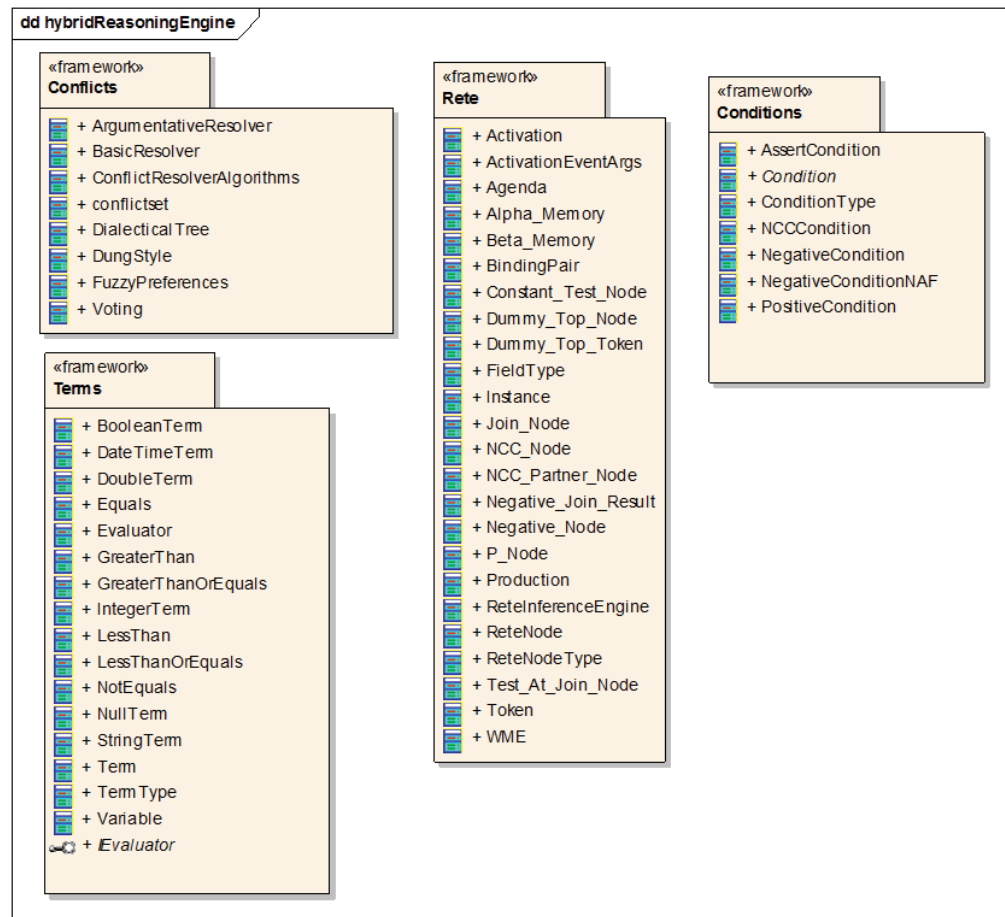 dd hybridReasoningEngine
«framework»
Conflicts
+ ArgumentativeResolver
+ BasicResolver
+ ConflictResolverAlgorithms
+ conflictset
+ DialecticalTree
+ DungStyle
+ FuzzyPreferences
+ Voting
«framework»
Terms
+ BooleanTerm
+ DateTimeTerm
+ DoubleTerm
+ Equals
+ Evaluator
+ GreaterThan
+ GreaterThanOrEquals
+ IntegerTerm
+ LessThan
+ LessThanOrEquals
+ NotEquals
+ NullTerm
+ StringTerm
+ Term
+ TermType
+ Variable
+ IEvaluator
«framework»
Rete
+ Activation
+ ActivationEventArgs
+ Agenda
+ Alpha_Memory
+ Beta_Memory
+ BindingPair
+ Constant_Test_Node
+ Dummy_Top_Node
+ Dummy_Top_Token
+ FieldType
+ Instance
+ Join_Node
+ NCC_Node
+ NCC_Partner_Node
+ Negative_Join_Result
+ Negative_Node
+ P_Node
+ Production
+ ReteInferenceEngine
+ ReteNode
+ ReteNodeType
+ Test_At_Join_Node
+ Token
+ WME
«framework»
Conditions
+ AssertCondition
+ Condition
+ ConditionType
+ NCCCondition
+ NegativeCondition
+ NegativeConditionNAF
+ PositiveCondition